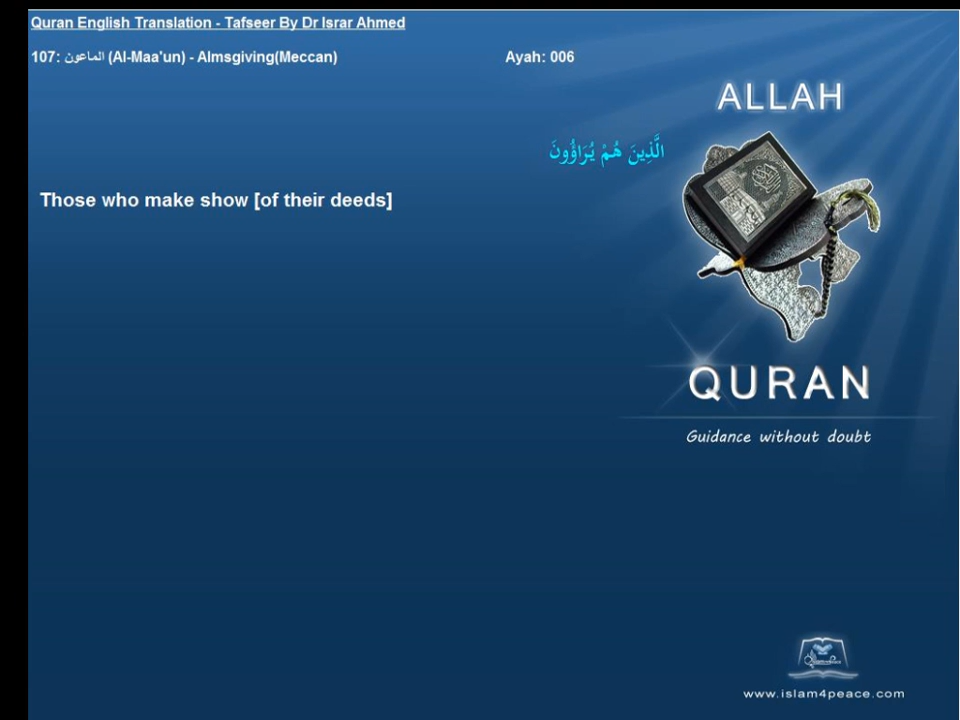 Quran English Translation - Tafseer By Dr Israr Ahmed
107: الماعون (Al-Maa'un) - Almsgiving(Meccan)
Ayah: 006
ALLAH
الَّذِينَ هُمْ يُرَاؤُونَ
Those who make show [of their deeds]
QURAN
Guidance without doubt
www.islam4peace.com